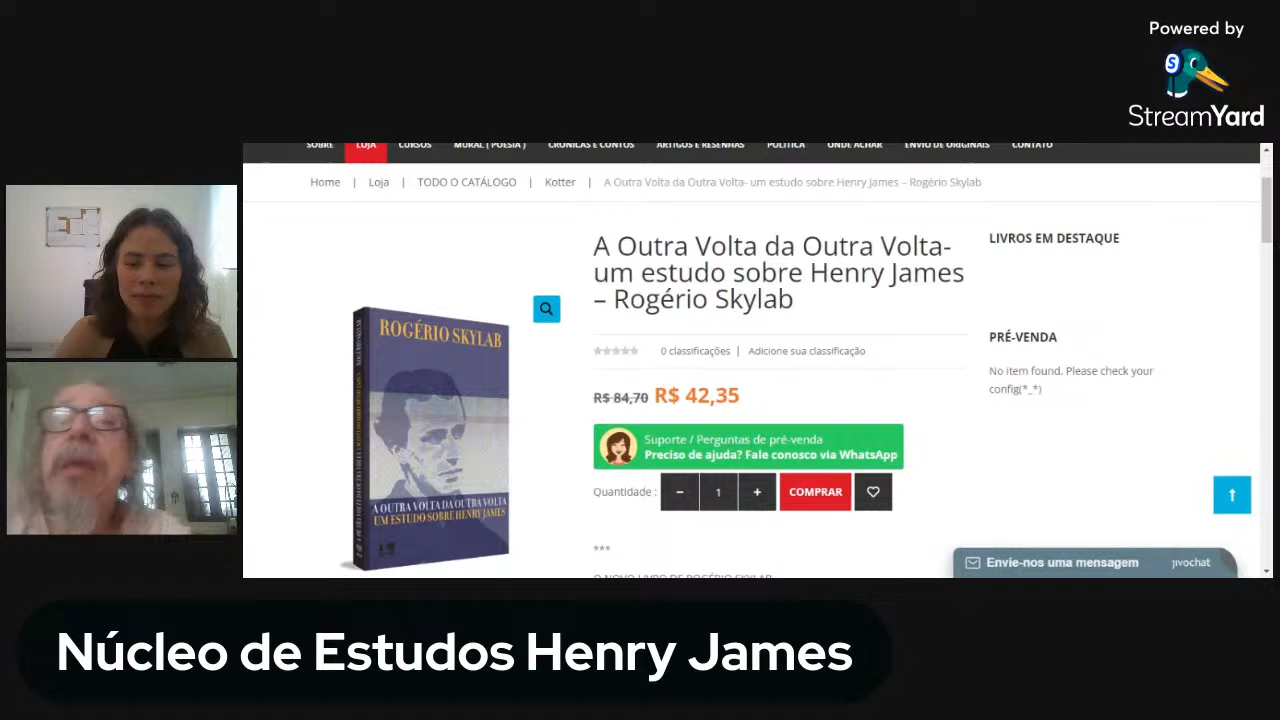 Powered by
S
StreamYard
SOBRE LOJA CURSOS MURAL ( POESIA ) CRÔNICAS E CONTOS ARTIGOS E RESENHAS POLÍTICA ONDE ACHAR ENVIO DE ORIGINAIS CONTATO
Home | Loja | TODO O CATÁLOGO | Kotter | A Outra Volta da Outra Volta- um estudo sobre Henry James – Rogério Skylab
A Outra Volta da Outra Volta-
um estudo sobre Henry James
– Rogério Skylab
0 classificações | Adicione sua classificação
R$ 84,70 R$ 42,35
Suporte / Perguntas de pré-venda
Preciso de ajuda? Fale conosco via WhatsApp
Quantidade : − 1 + COMPRAR
***
O NOVO LIVRO DE ROGÉRIO SKYLAB
LIVROS EM DESTAQUE
PRÉ-VENDA
No item found. Please check your
config(*_*)
Envie-nos uma mensagem jivochat
ROGÉRIO SKYLAB
A OUTRA VOLTA DA OUTRA VOLTA
UM ESTUDO SOBRE HENRY JAMES
Núcleo de Estudos Henry James